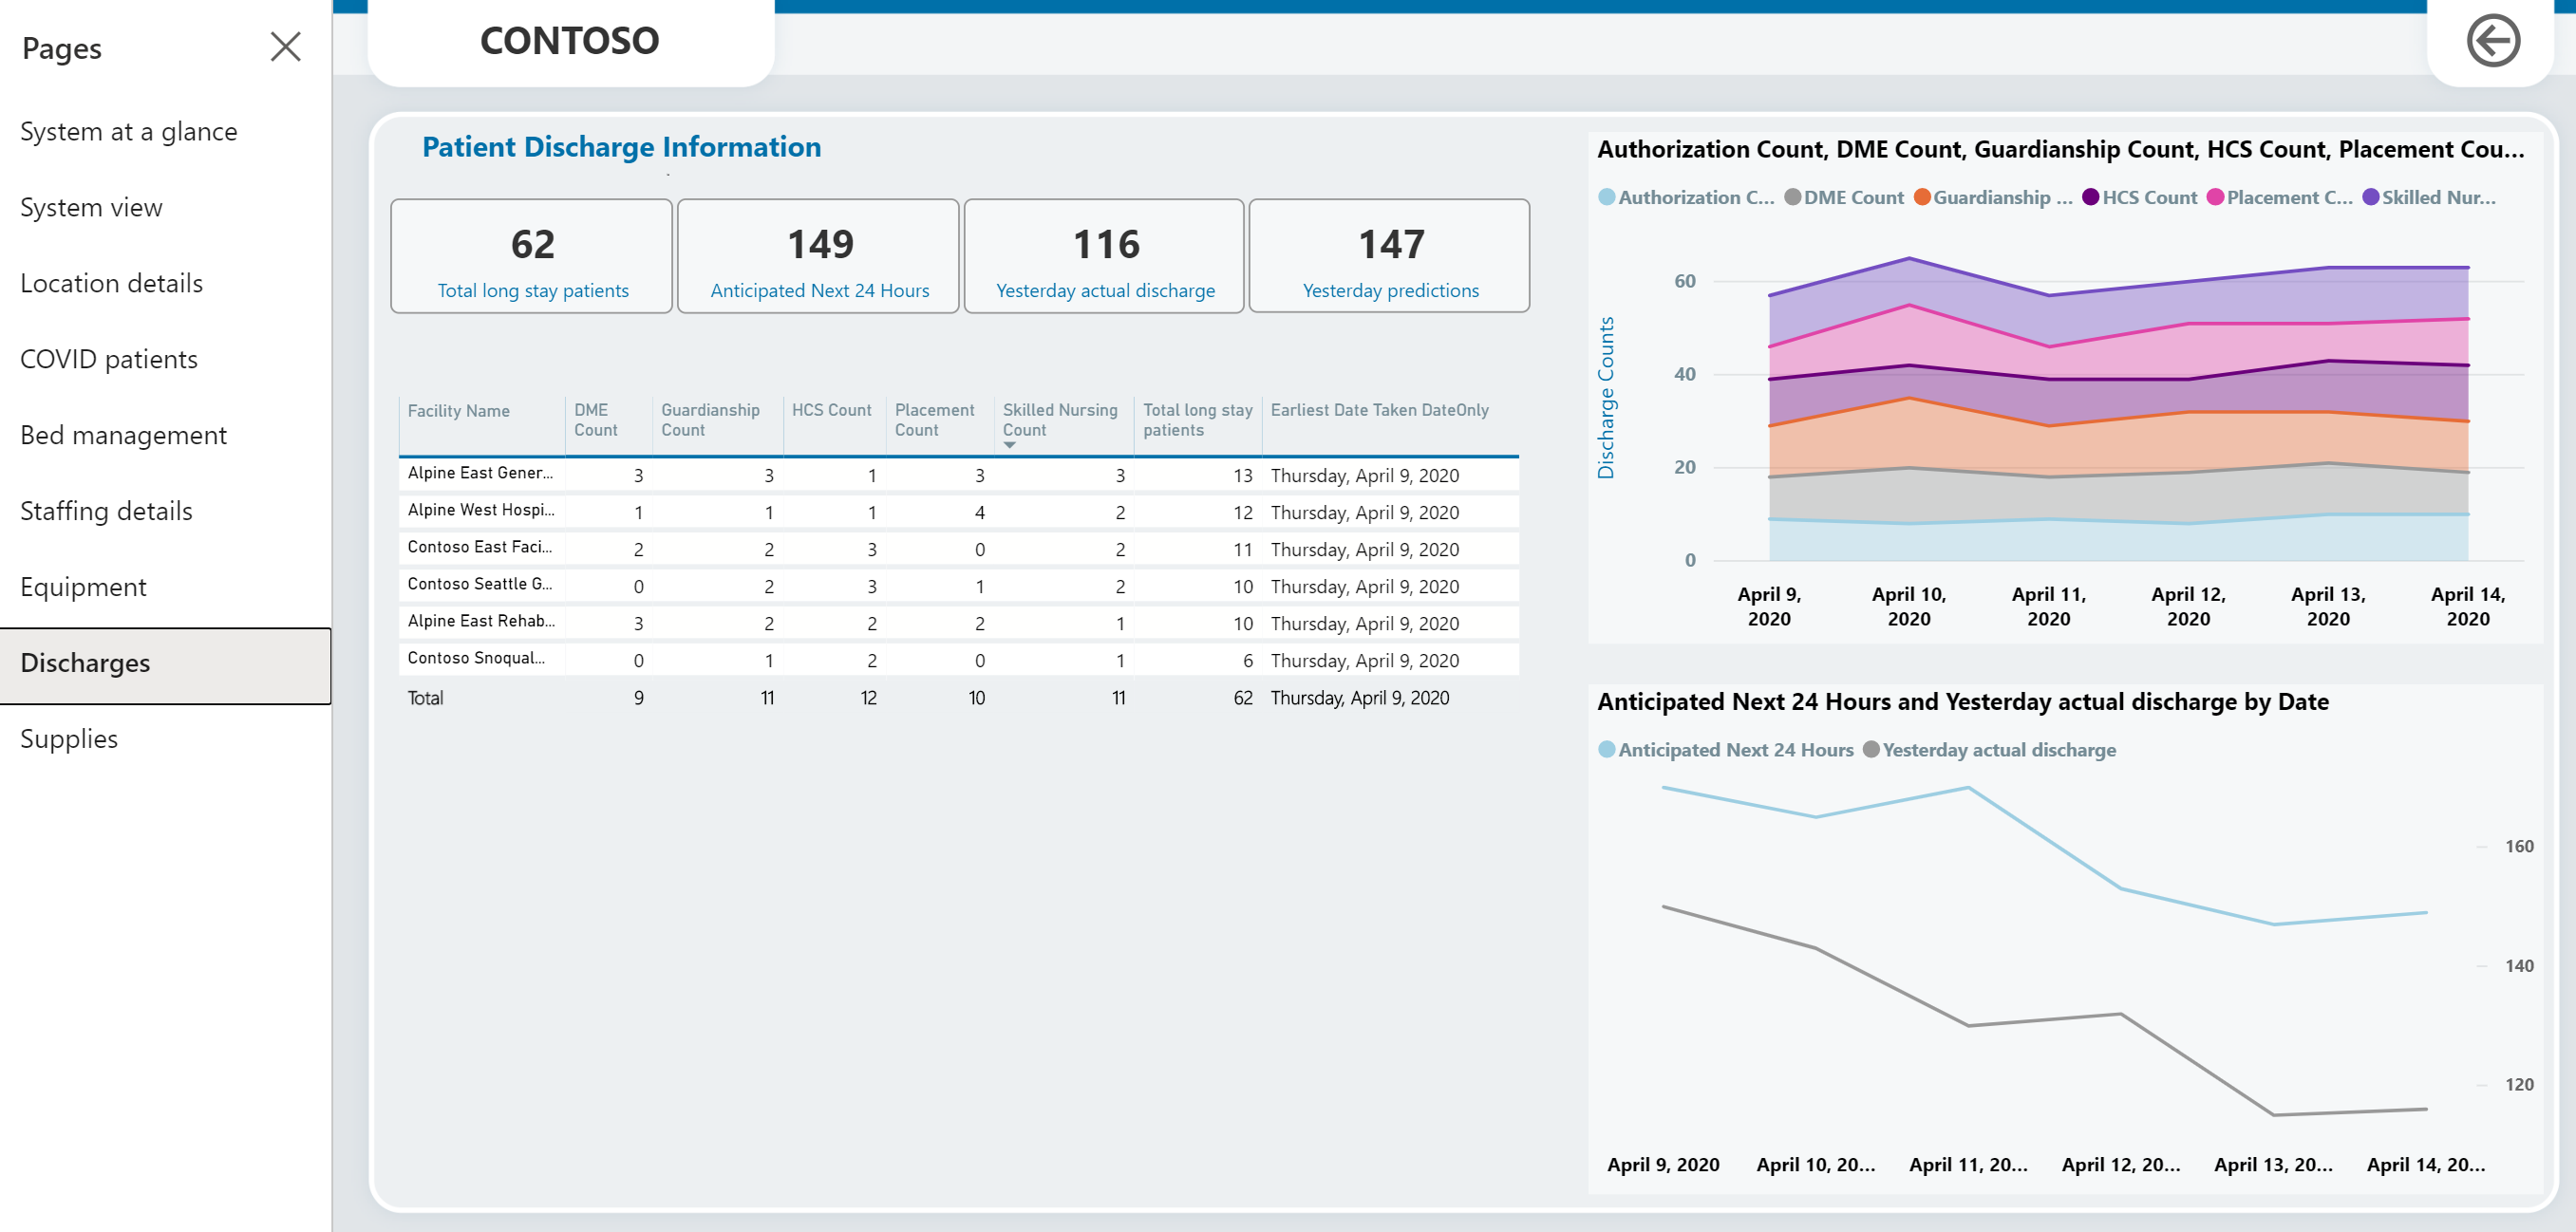 Pages
System at a glance
System view
Location details
COVID patients
Bed management
Staffing details
Equipment
Discharges
Supplies
CONTOSO
Patient Discharge Information
62
Total long stay patients
149
Anticipated Next 24 Hours
116
Yesterday actual discharge
147
Yesterday predictions
Facility Name DME Count Guardianship Count HCS Count Placement Count Skilled Nursing Count Total long stay patients Earliest Date Taken DateOnly
Alpine East Gener... 3 3 1 3 3 13 Thursday, April 9, 2020
Alpine West Hospi... 1 1 1 4 2 12 Thursday, April 9, 2020
Contoso East Faci... 2 2 3 0 2 11 Thursday, April 9, 2020
Contoso Seattle G... 0 2 3 1 2 10 Thursday, April 9, 2020
Alpine East Rehab... 3 2 2 2 1 10 Thursday, April 9, 2020
Contoso Snoqual... 0 1 2 0 1 6 Thursday, April 9, 2020
Total 9 11 12 10 11 62 Thursday, April 9, 2020
Authorization Count, DME Count, Guardianship Count, HCS Count, Placement Cou...
Authorization C... DME Count Guardianship ... HCS Count Placement C... Skilled Nur...
Discharge Counts
60
40
20
0
April 9, 2020 April 10, 2020 April 11, 2020 April 12, 2020 April 13, 2020 April 14, 2020
Anticipated Next 24 Hours and Yesterday actual discharge by Date
Anticipated Next 24 Hours Yesterday actual discharge
160
140
120
April 9, 2020 April 10, 20... April 11, 20... April 12, 20... April 13, 20... April 14, 20...